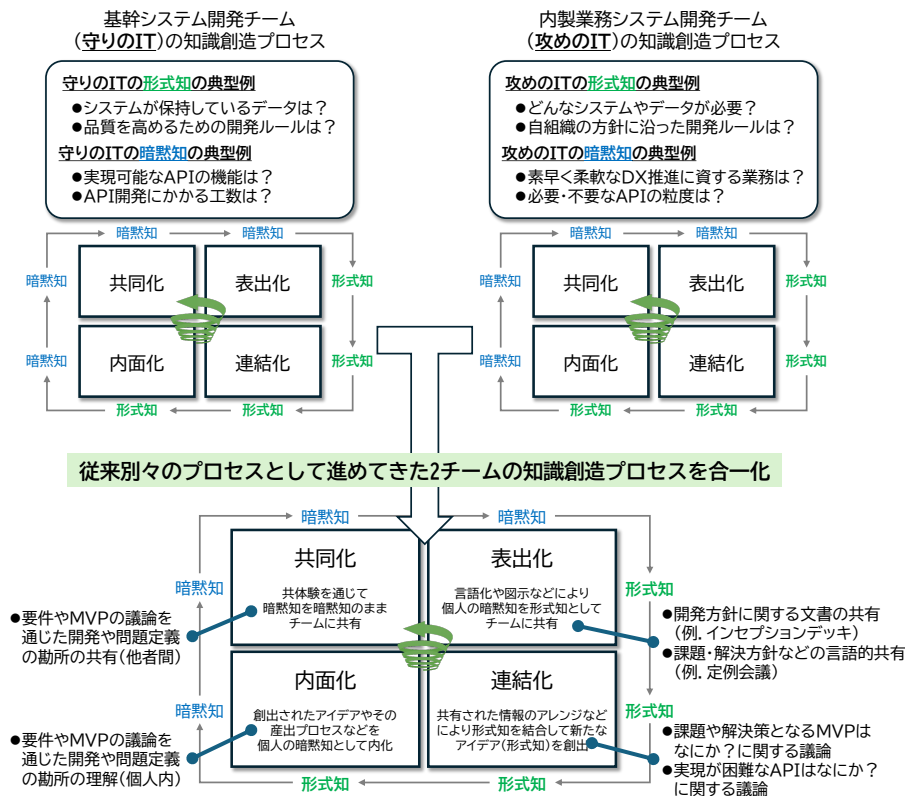 基幹システム開発チーム
（守りのIT）の知識創造プロセス
守りのITの形式知の典型例
●システムが保持しているデータは？
●品質を高めるための開発ルールは？
守りのITの暗黙知の典型例
●実現可能なAPIの機能は？
●API開発にかかる工数は？
暗黙知
暗黙知
暗黙知
共同化
表出化
形式知
暗黙知
内面化
連結化
形式知
形式知
形式知
内製業務システム開発チーム
（攻めのIT）の知識創造プロセス
攻めのITの形式知の典型例
●どんなシステムやデータが必要？
●自組織の方針に沿った開発ルールは？
攻めのITの暗黙知の典型例
●素早く柔軟なDX推進に資する業務は？
●必要・不要なAPIの粒度は？
暗黙知
暗黙知
暗黙知
共同化
表出化
形式知
暗黙知
内面化
連結化
形式知
形式知
形式知
従来別々のプロセスとして進めてきた2チームの知識創造プロセスを合一化
暗黙知
暗黙知
暗黙知
共同化
共体験を通じて
暗黙知を暗黙知のまま
チームに共有
表出化
言語化や図示などにより
個人の暗黙知を形式知として
チームに共有
形式知
●要件やMVPの議論を
通じた開発や問題定義
の勘所の共有（他者間）
●開発方針に関する文書の共有
（例．インセプションデッキ）
●課題・解決方針などの言語的共有
（例．定例会議）
暗黙知
内面化
創出されたアイデアやその
産出プロセスなどを
個人の暗黙知として内化
連結化
共有された情報のアレンジなど
により形式知を結合して新たな
アイデア（形式知）を創出
形式知
●要件やMVPの議論を
通じた開発や問題定義
の勘所の理解（個人内）
●課題や解決策となるMVPは
なにか？に関する議論
●実現が困難なAPIはなにか？
に関する議論
形式知
形式知